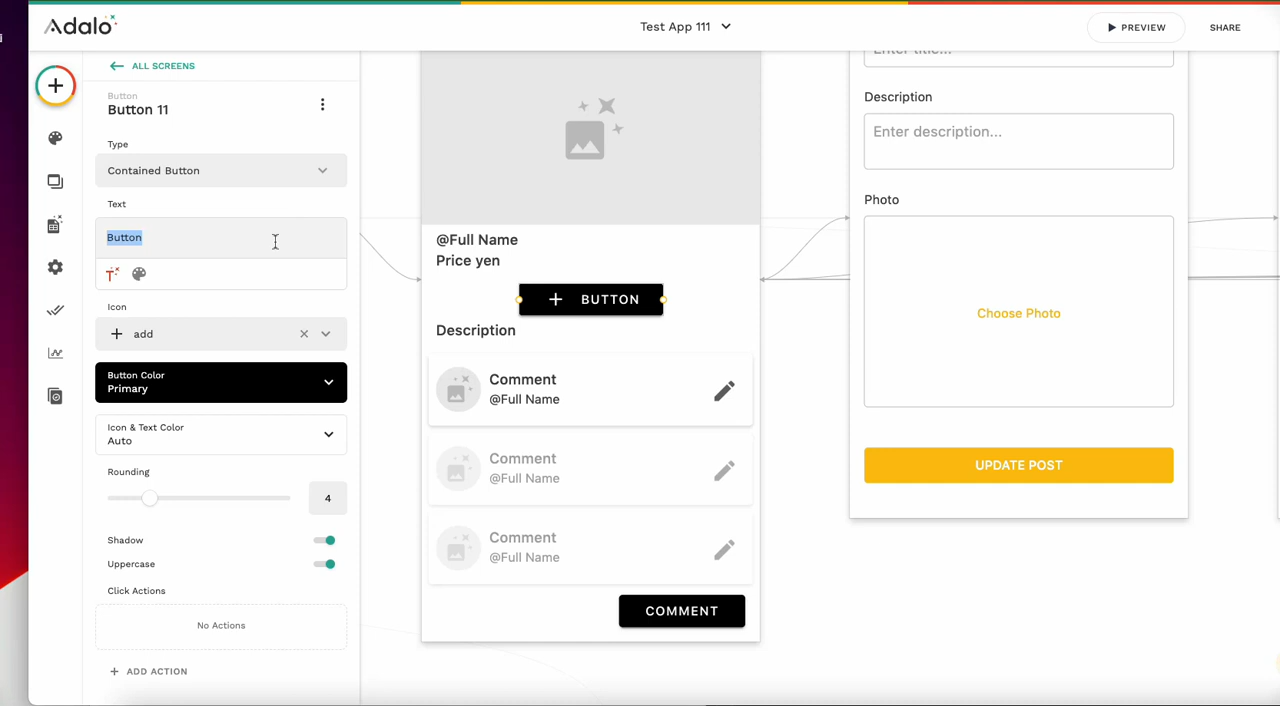 Adalo
Test App 111
PREVIEW
SHARE
ALL SCREENS
Button
Button 11
Type
Contained Button
Text
Button
Icon
add
Button Color
Primary
Icon & Text Color
Auto
Rounding
4
Shadow
Uppercase
Click Actions
No Actions
+ ADD ACTION
@Full Name
Price yen
+ BUTTON
Description
Comment
@Full Name
Comment
@Full Name
Comment
@Full Name
COMMENT
Enter title...
Description
Enter description...
Photo
Choose Photo
UPDATE POST